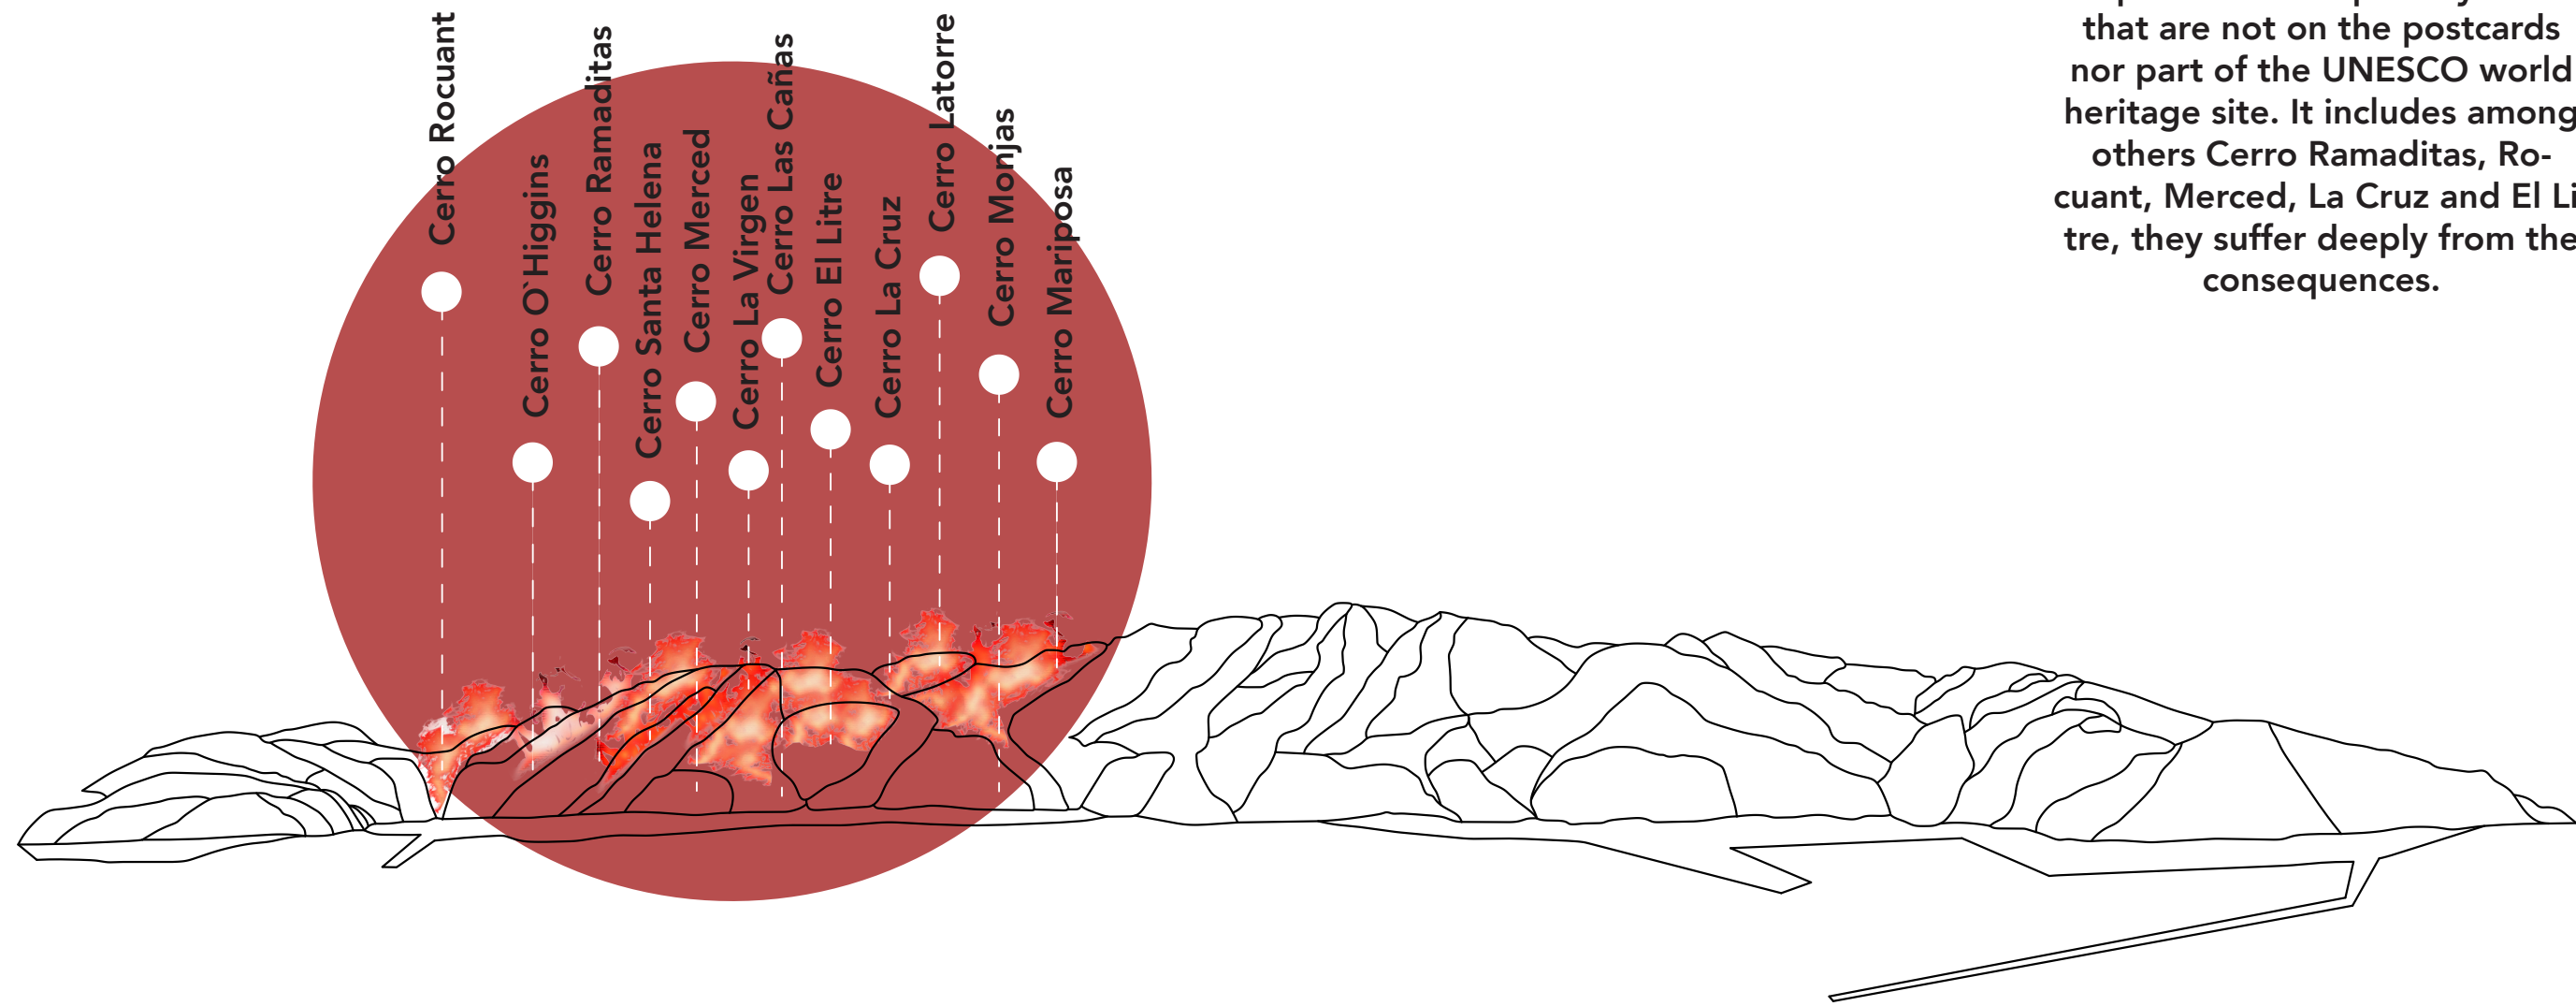 Cerro Rocuant
Cerro O`Higgins
Cerro Ramaditas
Cerro Santa Helena
Cerro Merced
Cerro La Virgen
Cerro Las Cañas
Cerro El Litre
Cerro La Cruz
Cerro Latorre
Cerro Monjas
Cerro Mariposa
that are not on the postcards
nor part of the UNESCO world
heritage site. It includes among
others Cerro Ramaditas, Ro-
cuant, Merced, La Cruz and El Li
tre, they suffer deeply from the
consequences.